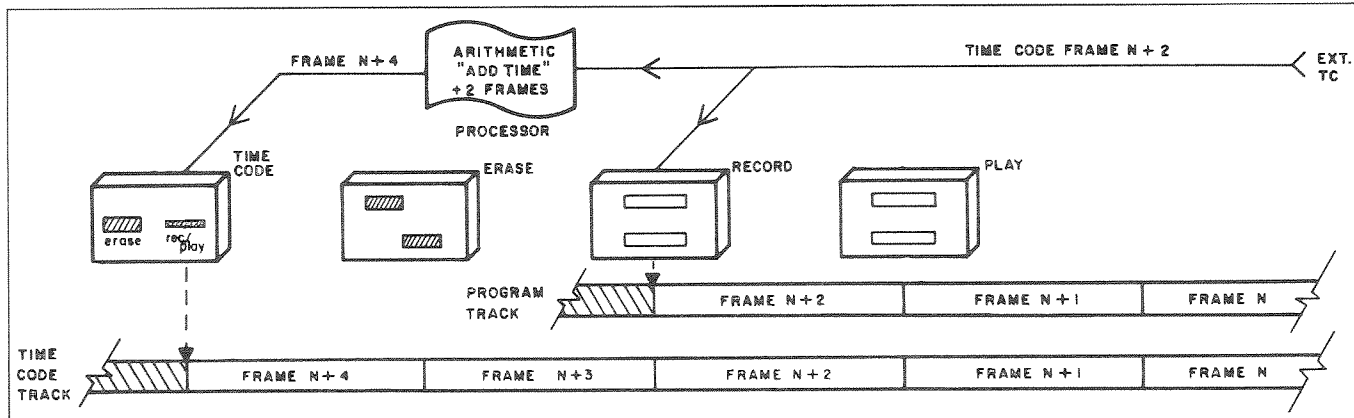 FRAME N+4
ARITHMETIC
"ADD TIME"
+2 FRAMES
PROCESSOR
TIME CODE FRAME N+2
EXT.
TC
TIME
CODE
erase
rec/
play
ERASE
RECORD
PLAY
PROGRAM
TRACK
FRAME N+2
FRAME N+1
FRAME N
TIME
CODE
TRACK
FRAME N+4
FRAME N+3
FRAME N+2
FRAME N+1
FRAME N